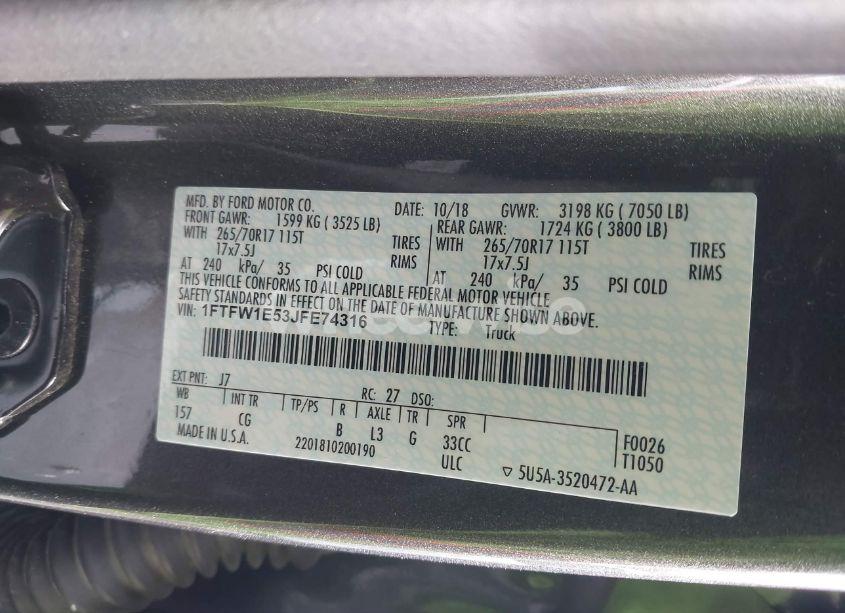 MFD. BY FORD MOTOR CO. DATE: 10/18 GVWR: 3198 KG ( 7050 LB)
FRONT GAWR: 1599 KG ( 3525 LB) REAR GAWR: 1724 KG ( 3800 LB)
WITH 265/70R17 115T TIRES WITH 265/70R17 115T TIRES
17x7.5J RIMS 17x7.5J RIMS
AT 240 kPa/ 35 PSI COLD AT 240 kPa/ 35 PSI COLD
THIS VEHICLE CONFORMS TO ALL APPLICABLE FEDERAL MOTOR VEHICLE
SAFETY STANDARDS IN EFFECT ON THE DATE OF MANUFACTURE SHOWN ABOVE.
VIN: 1FTFW1E53JFE74316 TYPE: Truck
EXT PNT: J7 RC: 27 DSO:
WB INT TR TP/PS R AXLE TR SPR F0026
157 CG B L3 G 33CC T1050
MADE IN U.S.A. 2201810200190 ULC ▽ 5U5A-3520472-AA